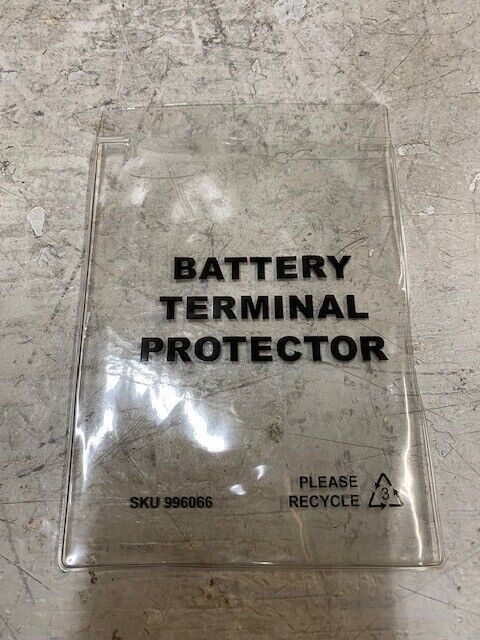 BATTERY
TERMINAL
PROTECTOR
SKU 996066
PLEASE
RECYCLE
3